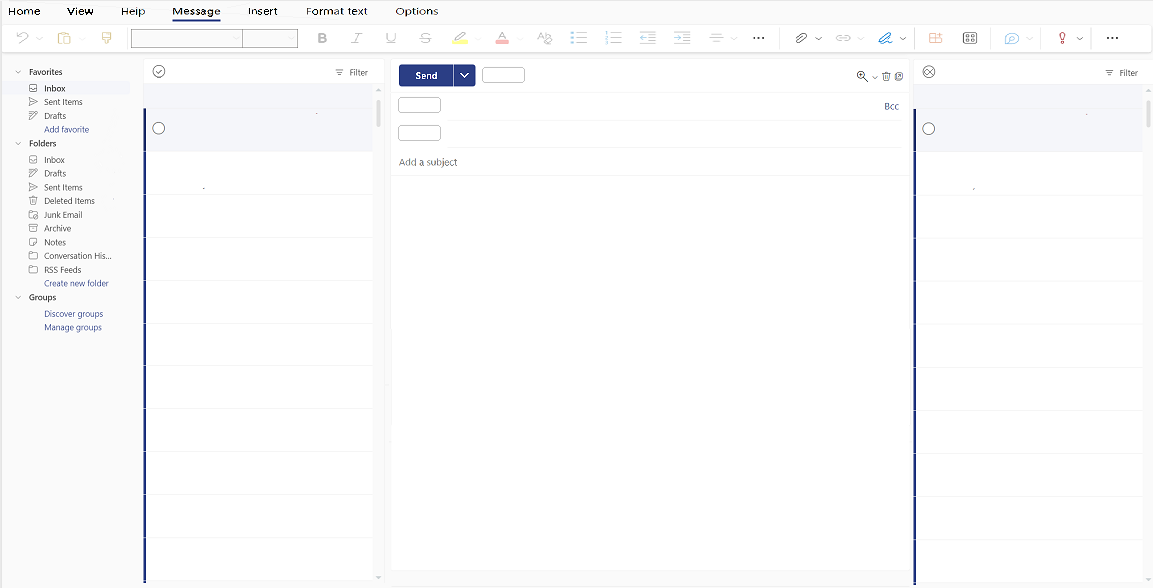 Home View Help Message Insert Format text Options
Favorites
Inbox
Sent Items
Drafts
Add favorite
Folders
Inbox
Drafts
Sent Items
Deleted Items
Junk Email
Archive
Notes
Conversation His...
RSS Feeds
Create new folder
Groups
Discover groups
Manage groups
Filter
Send
Bcc
Add a subject
Filter